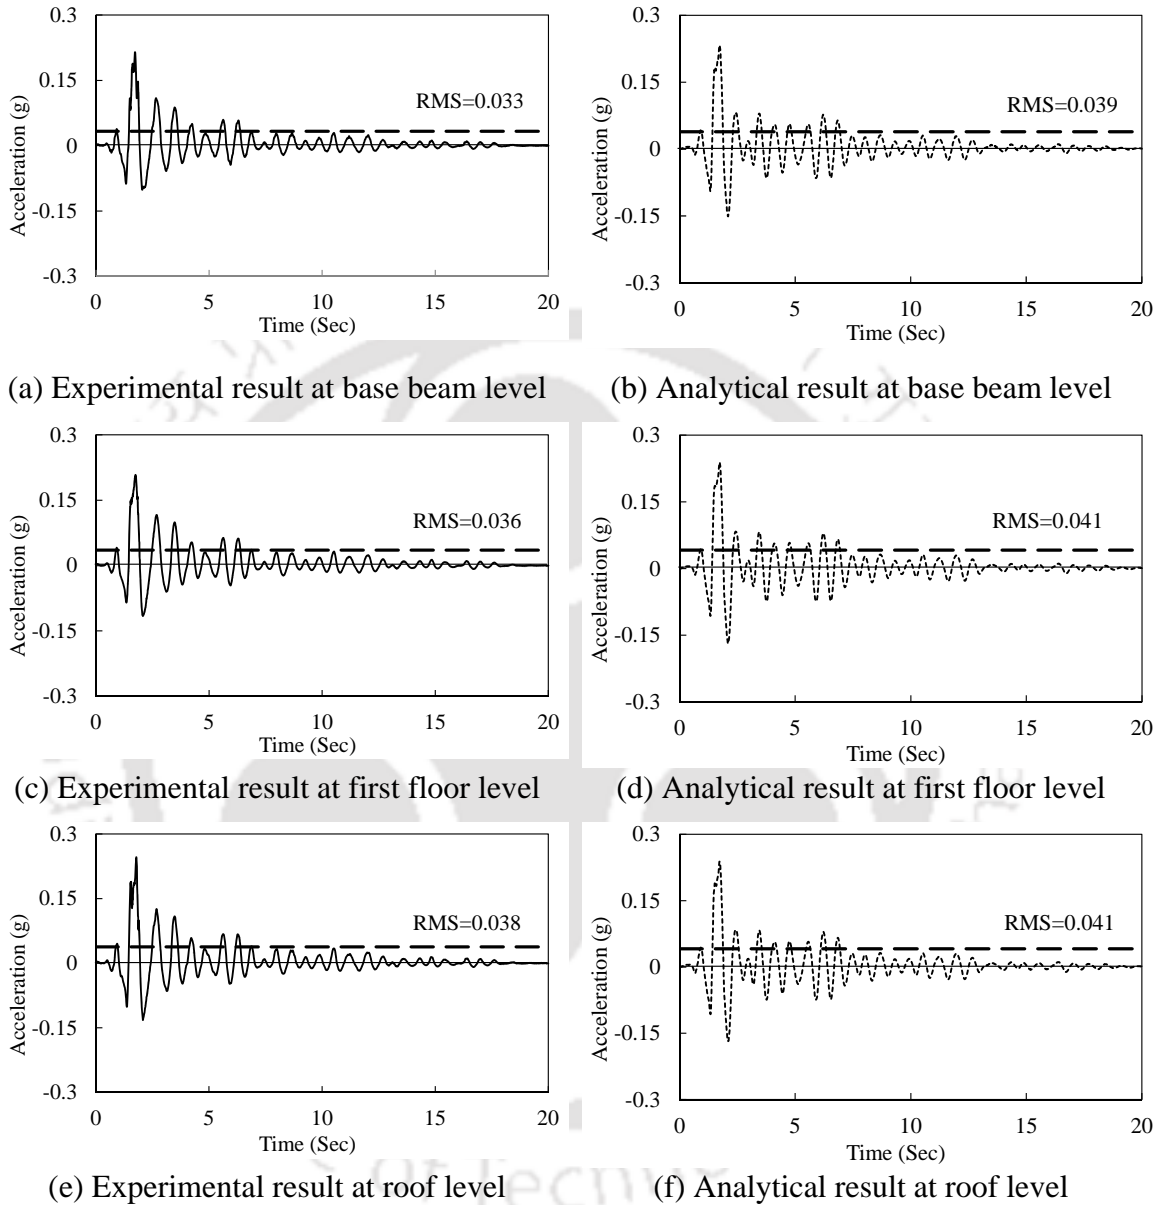 0.3
0.15
0
-0.15
-0.3
Acceleration (g)
RMS=0.033
0 5 10 15 20
Time (Sec)
0.3
0.15
0
-0.15
-0.3
Acceleration (g)
RMS=0.039
0 5 10 15 20
Time (Sec)
(a) Experimental result at base beam level
(b) Analytical result at base beam level
0.3
0.15
0
-0.15
-0.3
Acceleration (g)
RMS=0.036
0 5 10 15 20
Time (Sec)
0.3
0.15
0
-0.15
-0.3
Acceleration (g)
RMS=0.041
0 5 10 15 20
Time (Sec)
(c) Experimental result at first floor level
(d) Analytical result at first floor level
0.3
0.15
0
-0.15
-0.3
Acceleration (g)
RMS=0.038
0 5 10 15 20
Time (Sec)
0.3
0.15
0
-0.15
-0.3
Acceleration (g)
RMS=0.041
0 5 10 15 20
Time (Sec)
(e) Experimental result at roof level
(f) Analytical result at roof level